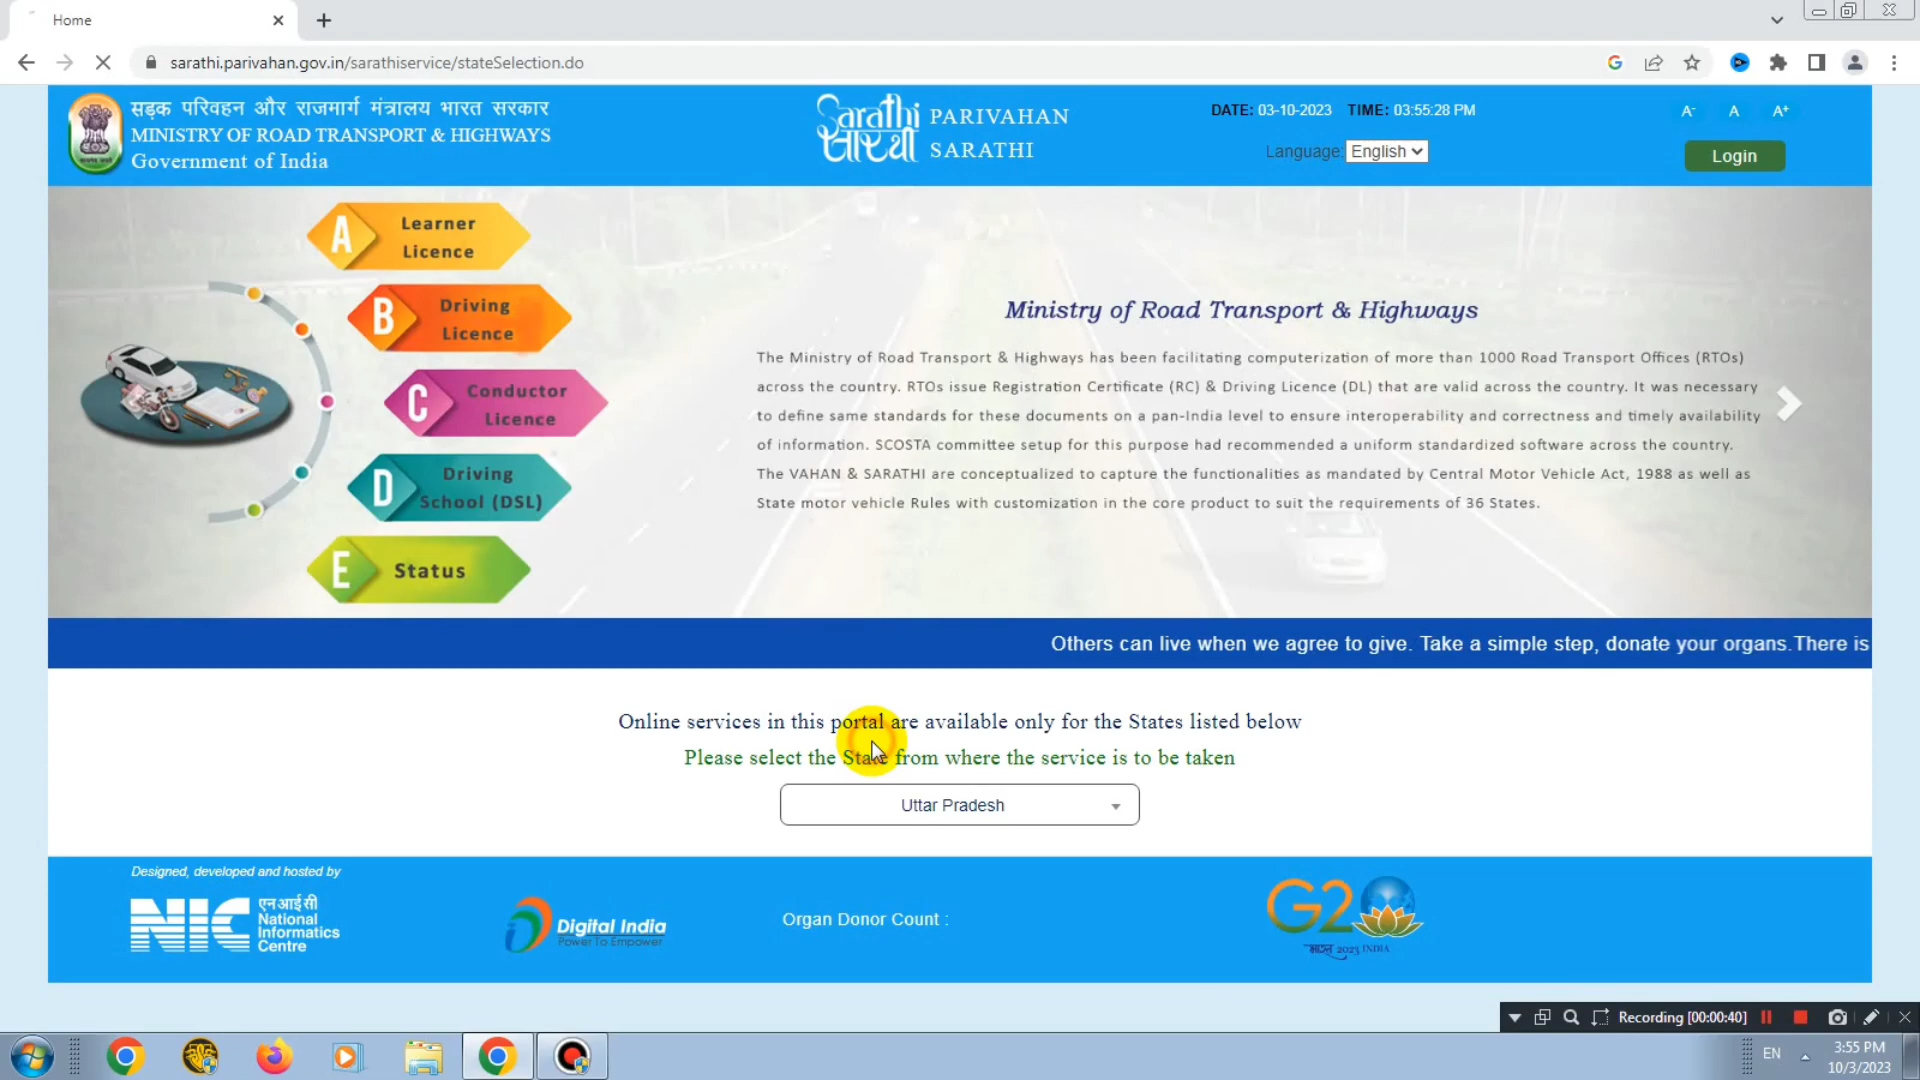 Home
sarathi.parivahan.gov.in/sarathiservice/stateSelection.do
सड़क परिवहन और राजमार्ग मंत्रालय भारत सरकार
MINISTRY OF ROAD TRANSPORT & HIGHWAYS
Government of India
Sarathi
सारथी
PARIVAHAN
SARATHI
DATE: 03-10-2023 TIME: 03:55:28 PM
Language: English
A- A A+
Login
A Learner
Licence
B Driving
Licence
C Conductor
Licence
D Driving
School (DSL)
E Status
Ministry of Road Transport & Highways
The Ministry of Road Transport & Highways has been facilitating computerization of more than 1000 Road Transport Offices (RTOs)
across the country. RTOs issue Registration Certificate (RC) & Driving Licence (DL) that are valid across the country. It was necessary
to define same standards for these documents on a pan-India level to ensure interoperability and correctness and timely availability
of information. SCOSTA committee setup for this purpose had recommended a uniform standardized software across the country.
The VAHAN & SARATHI are conceptualized to capture the functionalities as mandated by Central Motor Vehicle Act, 1988 as well as
State motor vehicle Rules with customization in the core product to suit the requirements of 36 States.
Others can live when we agree to give. Take a simple step, donate your organs.There is
Online services in this portal are available only for the States listed below
Please select the State from where the service is to be taken
Uttar Pradesh
Designed, developed and hosted by
NIC
एनआईसी
National
Informatics
Centre
Digital India
Power To Empower
Organ Donor Count :
G2
भारत 2023 INDIA
Recording [00:00:40]
EN
3:55 PM
10/3/2023